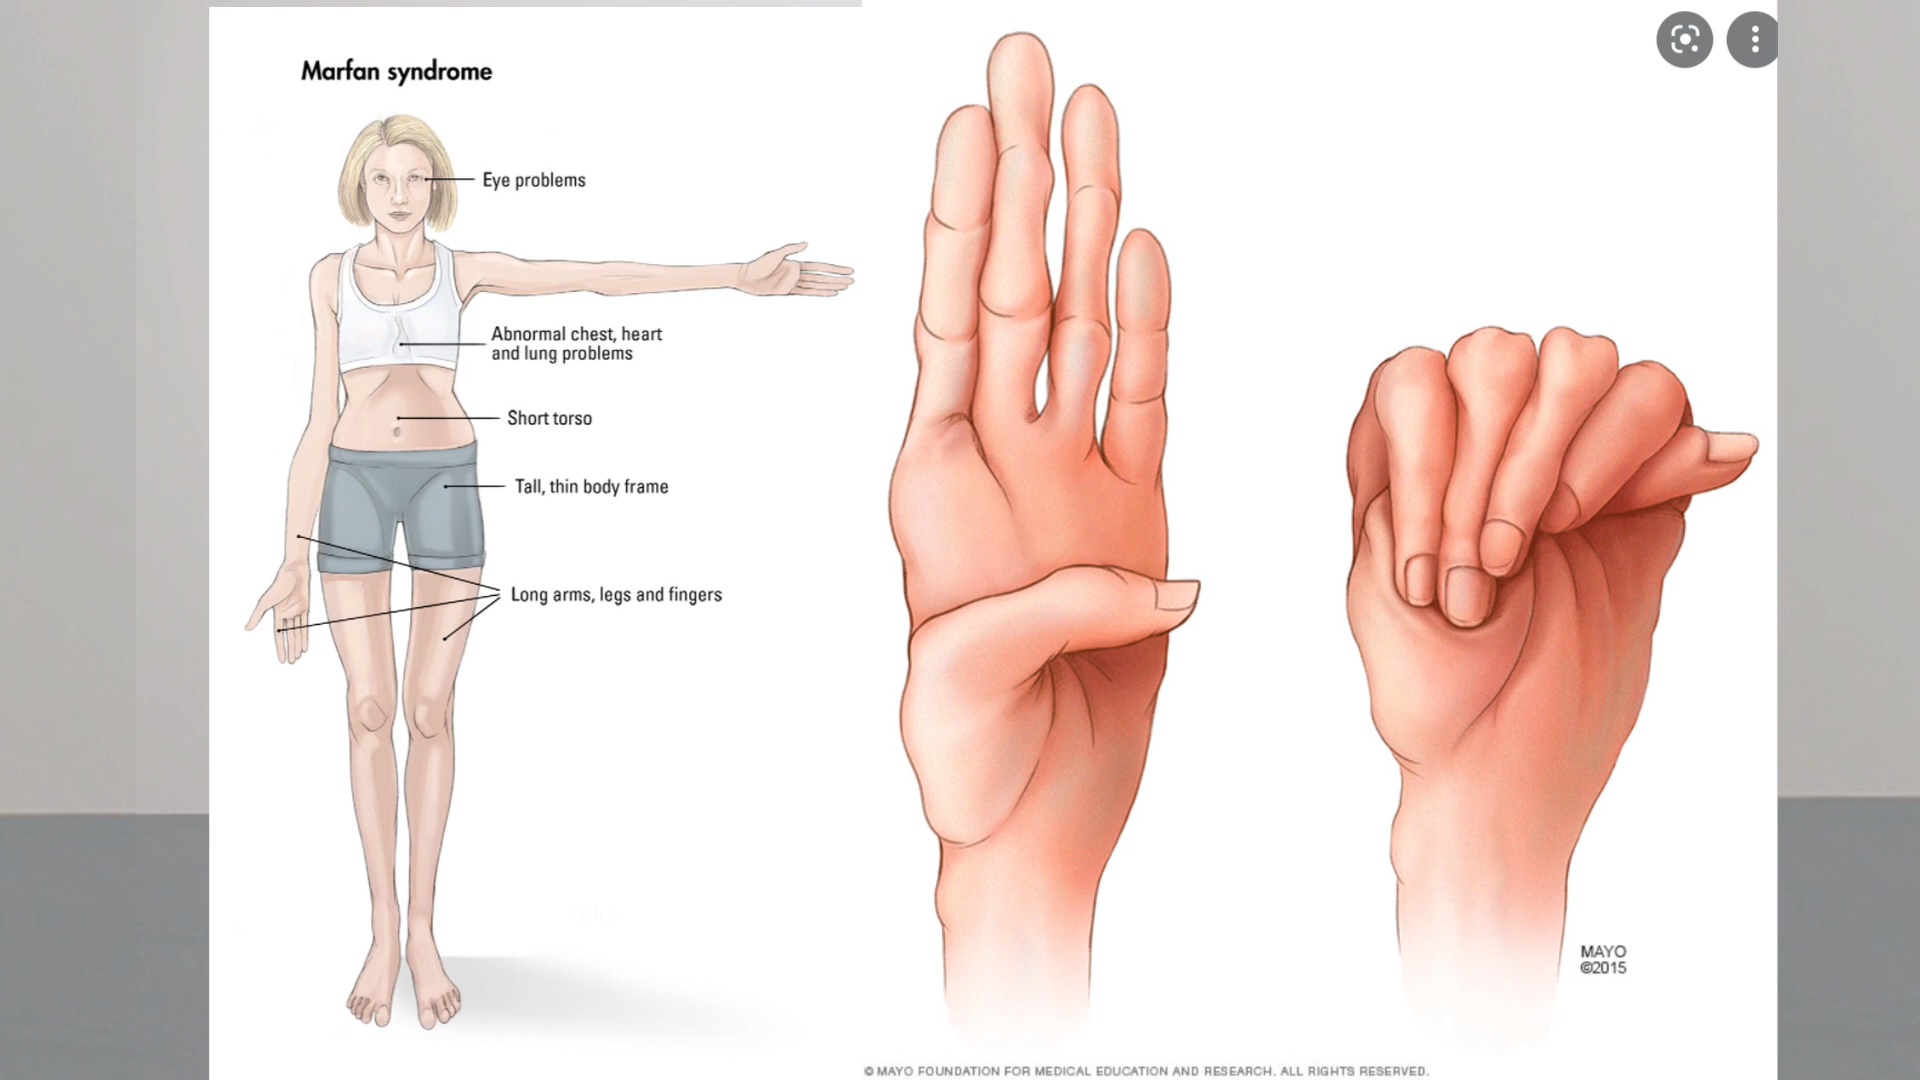 Marfan syndrome
Eye problems
Abnormal chest, heart
and lung problems
Short torso
Tall, thin body frame
Long arms, legs and fingers
MAYO
©2015
© MAYO FOUNDATION FOR MEDICAL EDUCATION AND RESEARCH. ALL RIGHTS RESERVED.